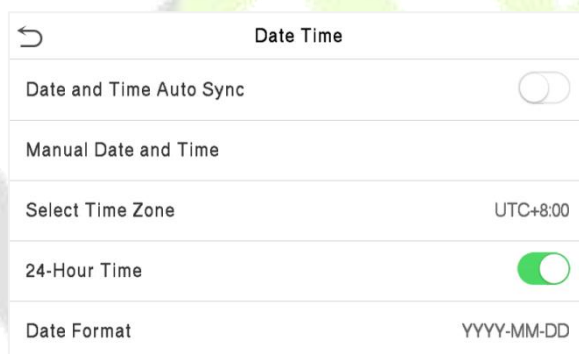 Date Time
Date and Time Auto Sync
Manual Date and Time
Select Time Zone UTC+8:00
24-Hour Time
Date Format YYYY-MM-DD